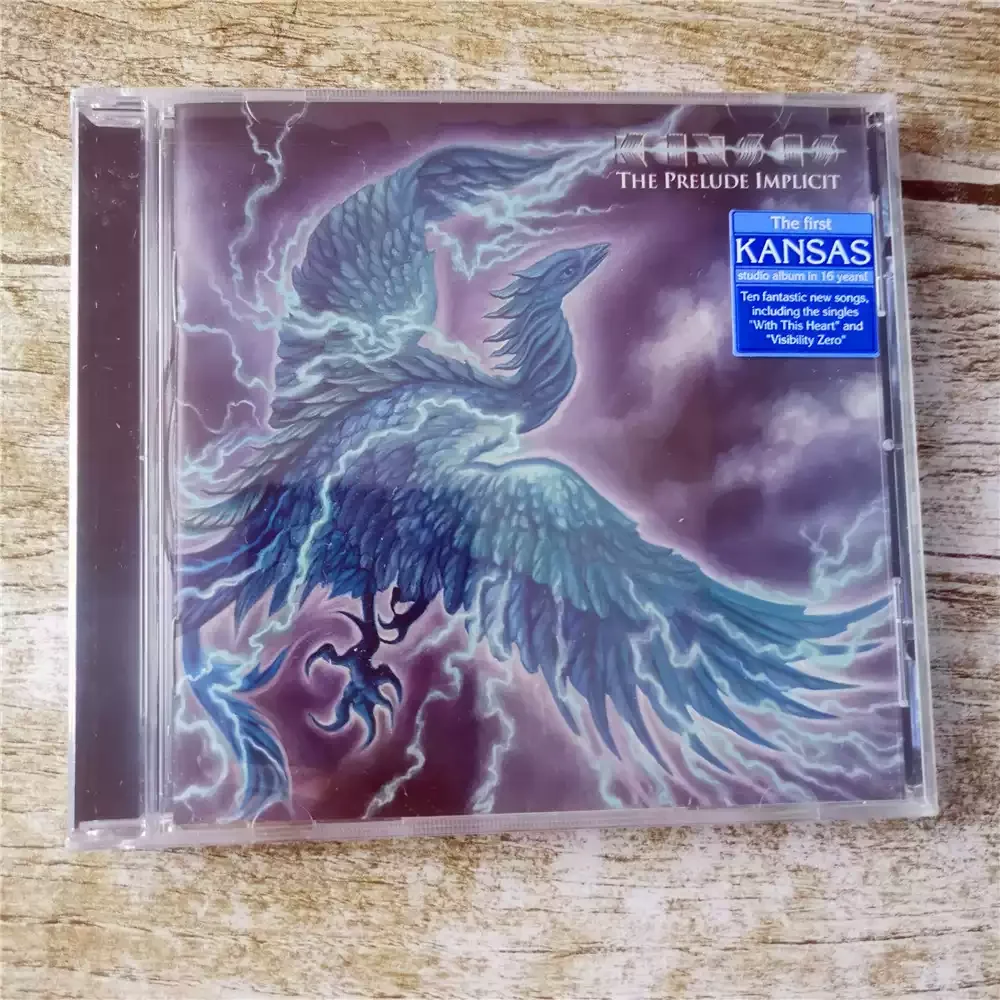 KANSAS
THE PRELUDE IMPLICIT
The first
KANSAS
studio album in 16 years!
Ten fantastic new songs,
including the singles
"With This Heart" and
"Visibility Zero"